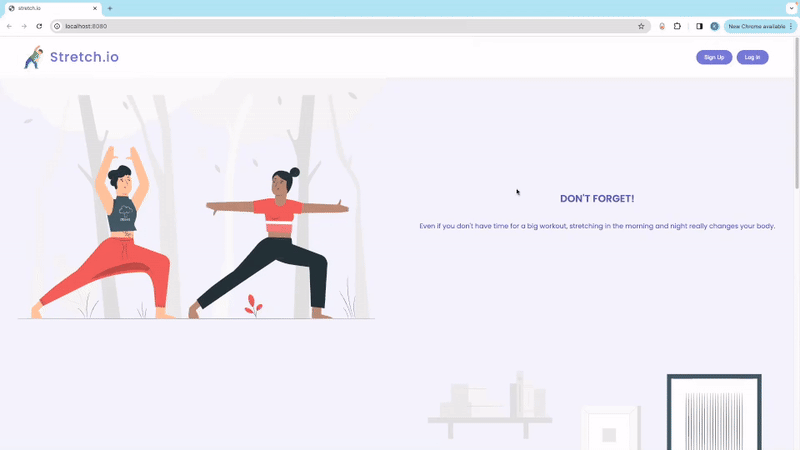 stretch.io
localhost:8080
New Chrome available
Stretch.io
Sign Up
Log In
DON'T FORGET!
Even if you don't have time for a big workout, stretching in the morning and night really changes your body.